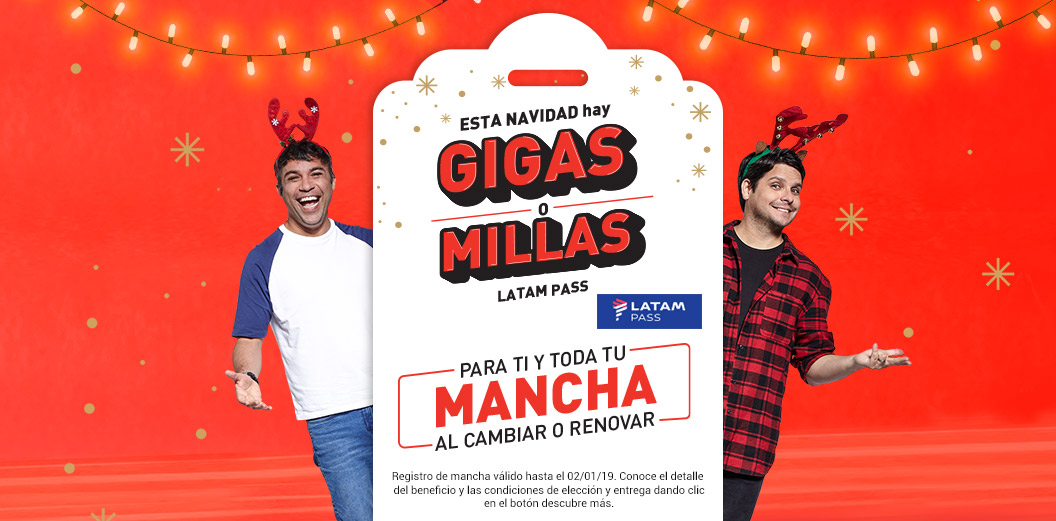 ESTA NAVIDAD hay
GIGAS
O
MILLAS
LATAM PASS
LATAM
PASS
PARA TI Y TODA TU
MANCHA
AL CAMBIAR O RENOVAR
Registro de mancha válido hasta el 02/01/19. Conoce el detalle
del beneficio y las condiciones de elección y entrega dando clic
en el botón descubre más.